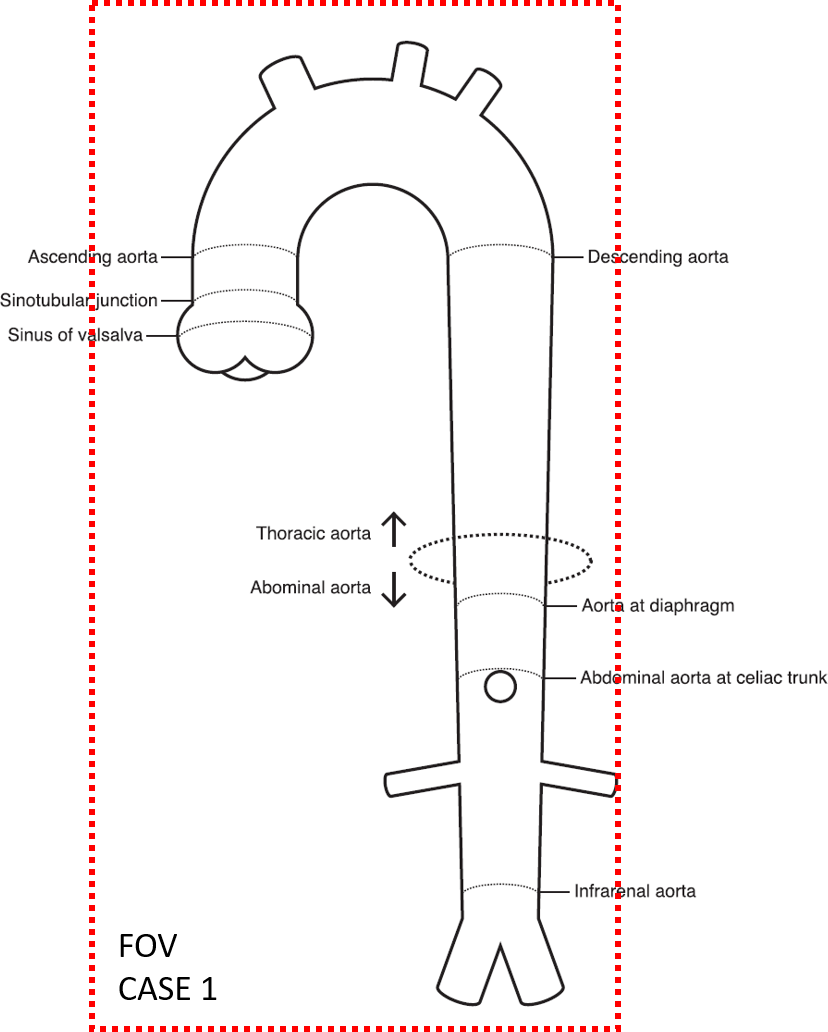 Ascending aorta
Descending aorta
Sinotubular junction
Sinus of valsalva
Thoracic aorta
Abominal aorta
Aorta at diaphragm
Abdominal aorta at celiac trunk
Infrarenal aorta
FOV
CASE 1